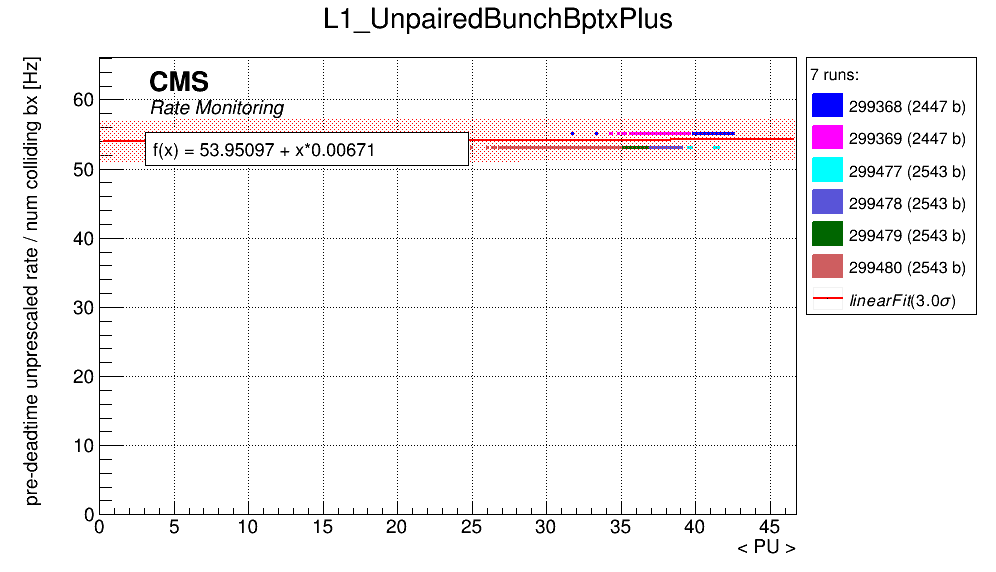 L1_UnpairedBunchBptxPlus
pre-deadtime unprescaled rate / num colliding bx [Hz]
CMS
Rate Monitoring
f(x) = 53.95097 + x*0.00671
60
50
40
30
20
10
0
0 5 10 15 20 25 30 35 40 45
< PU >
7 runs:
299368 (2447 b)
299369 (2447 b)
299477 (2543 b)
299478 (2543 b)
299479 (2543 b)
299480 (2543 b)
linearFit(3.0σ)